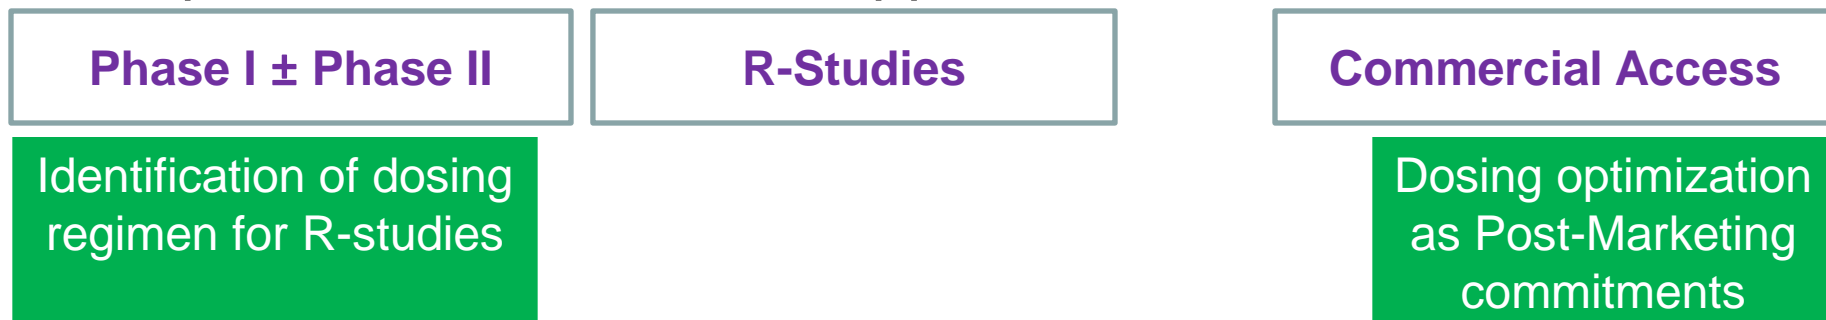 Phase I ± Phase II
R-Studies
Commercial Access
Identification of dosing
regimen for R-studies
Dosing optimization
as Post-Marketing
commitments